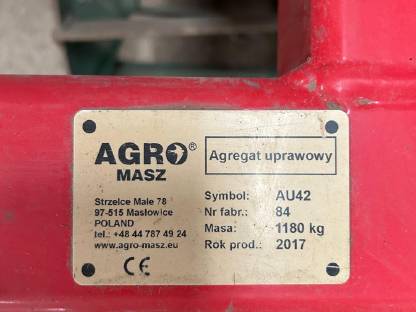 AGRO®
MASZ
Agregat uprawowy
Strzelce Małe 78
97-515 Masłowice
POLAND
tel.: +48 44 787 49 24
www.agro-masz.eu
CE
Symbol: AU42
Nr fabr.: 84
Masa: 1180 kg
Rok prod.: 2017